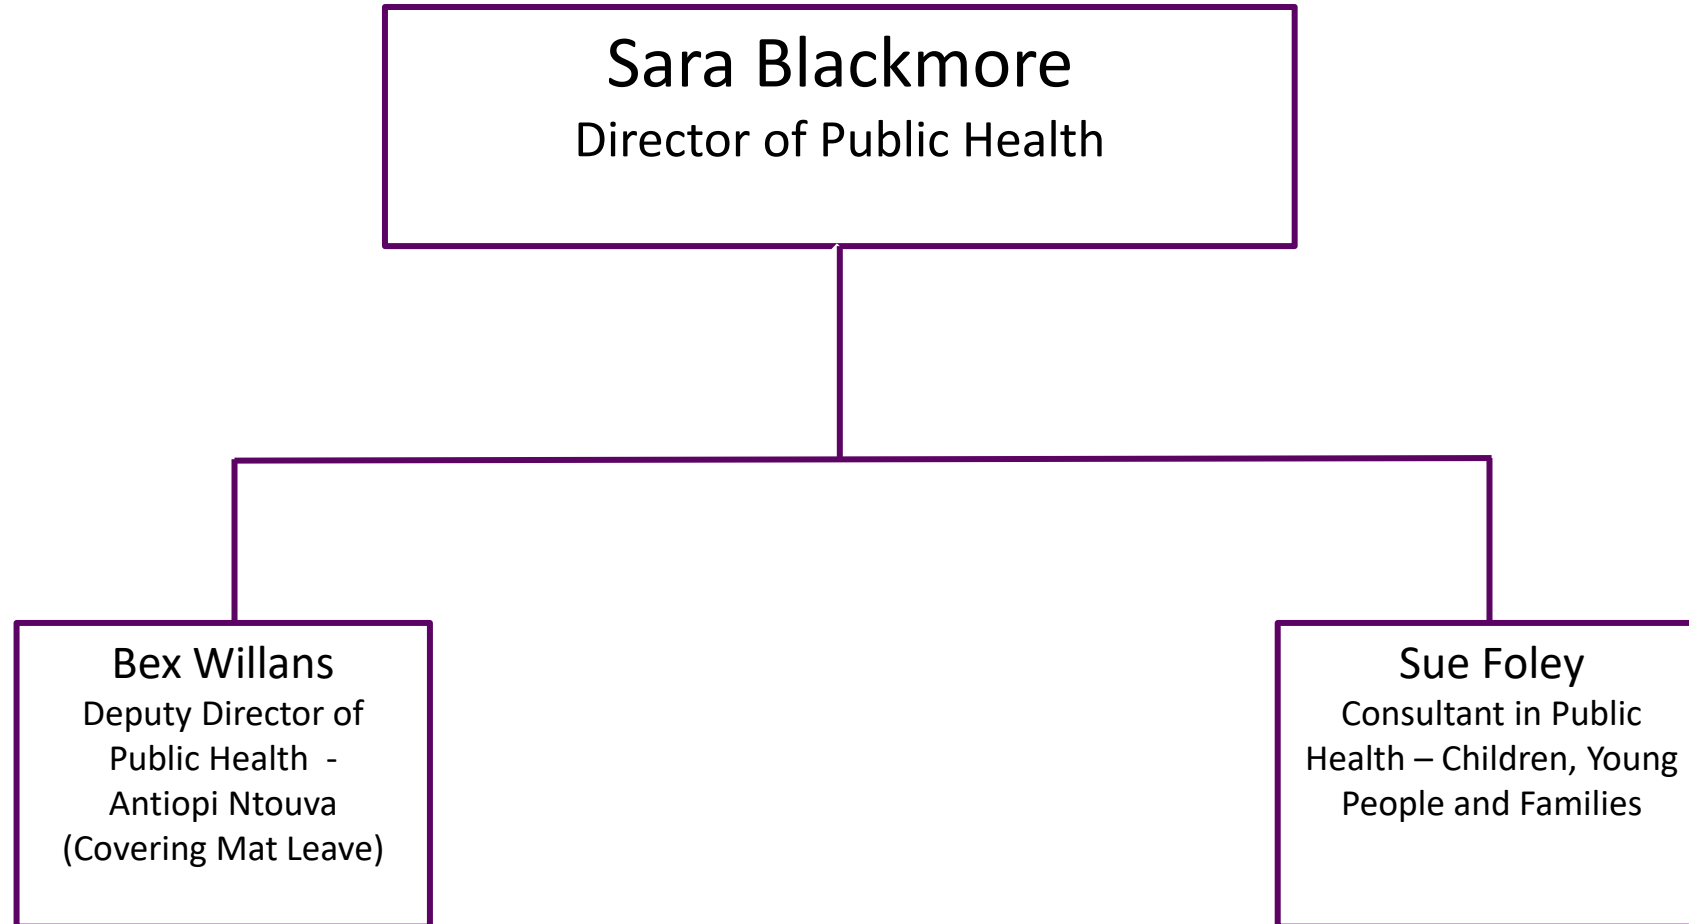 Sara Blackmore
Director of Public Health
Bex Willans
Deputy Director of
Public Health  -
Antiopi Ntouva
(Covering Mat Leave)
Sue Foley
Consultant in Public
Health – Children, Young
People and Families